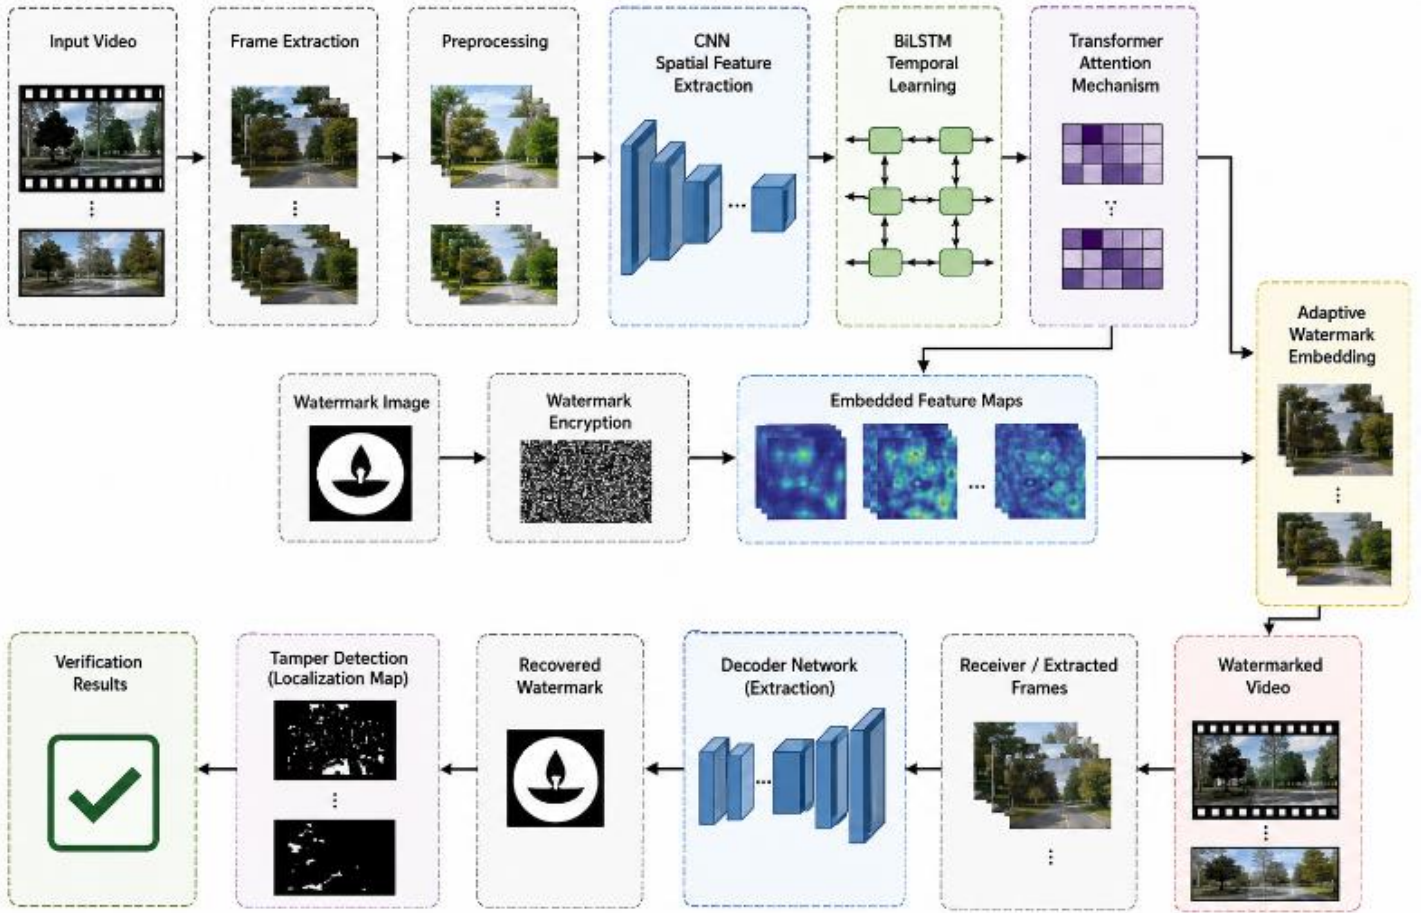 Input Video
Frame Extraction
Preprocessing
CNN
Spatial Feature
Extraction
BiLSTM
Temporal
Learning
Transformer
Attention
Mechanism
Adaptive
Watermark
Embedding
Watermark Image
Watermark
Encryption
Embedded Feature Maps
Verification
Results
Tamper Detection
(Localization Map)
Recovered
Watermark
Decoder Network
(Extraction)
Receiver / Extracted
Frames
Watermarked
Video